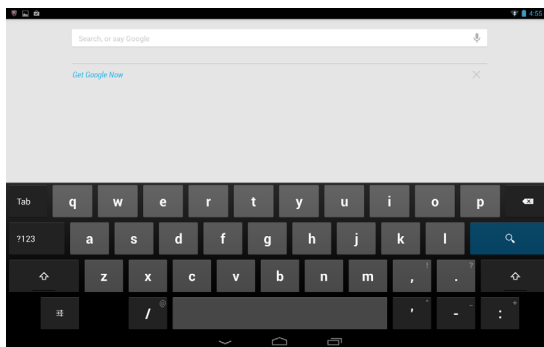 4:55
Search, or say Google
Get Google Now
Tab q w e r t y u i o p
?123 a s d f g h j k l
z x c v b n m , ! . ?
/ @ ' " - _ : +